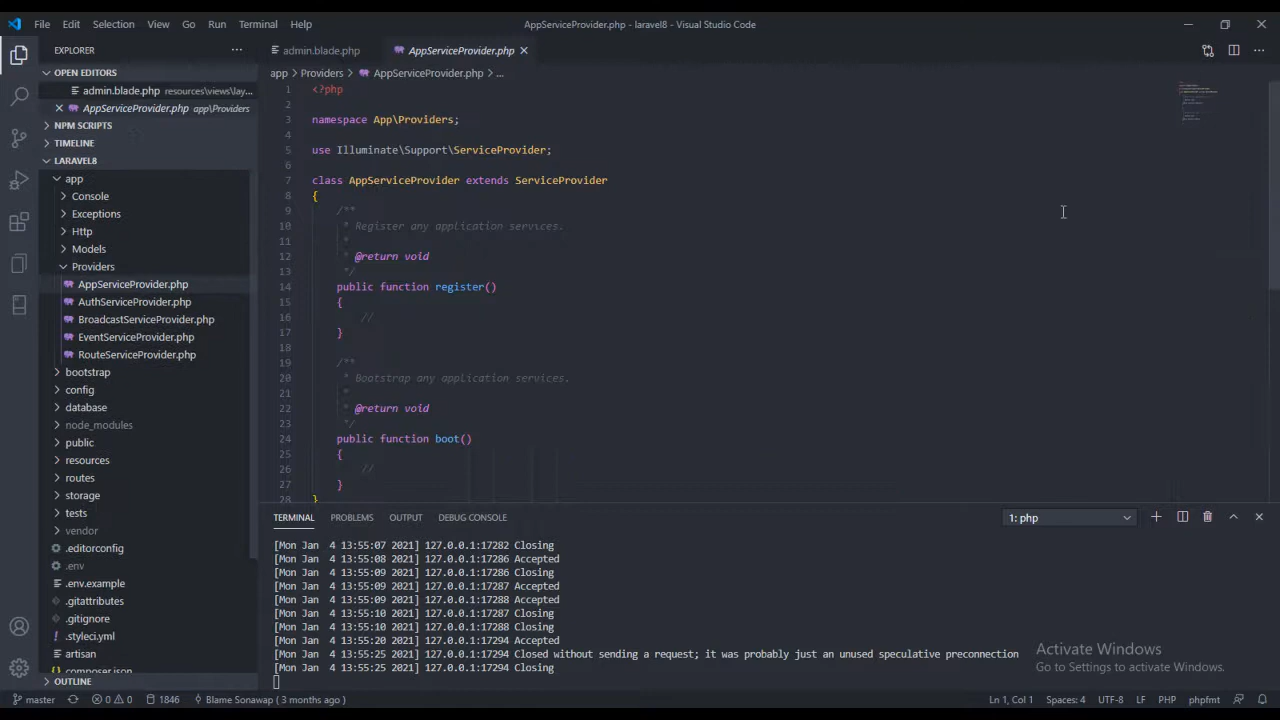 File Edit Selection View Go Run Terminal Help
AppServiceProvider.php - laravel8 - Visual Studio Code
EXPLORER
OPEN EDITORS
admin.blade.php resources\views\lay...
AppServiceProvider.php app\Providers
NPM SCRIPTS
TIMELINE
LARAVEL8
app
Console
Exceptions
Http
Models
Providers
AppServiceProvider.php
AuthServiceProvider.php
BroadcastServiceProvider.php
EventServiceProvider.php
RouteServiceProvider.php
bootstrap
config
database
node_modules
public
resources
routes
storage
tests
vendor
.editorconfig
.env
.env.example
.gitattributes
.gitignore
.styleci.yml
artisan
composer.json
OUTLINE
admin.blade.php AppServiceProvider.php
app > Providers > AppServiceProvider.php > ...
1 <?php
2
3 namespace App\Providers;
4
5 use Illuminate\Support\ServiceProvider;
6
7 class AppServiceProvider extends ServiceProvider
8 {
9 /**
10 * Register any application services.
11 *
12 * @return void
13 */
14 public function register()
15 {
16 //
17 }
18
19 /**
20 * Bootstrap any application services.
21 *
22 * @return void
23 */
24 public function boot()
25 {
26 //
27 }
28 }
TERMINAL PROBLEMS OUTPUT DEBUG CONSOLE
1: php
[Mon Jan  4 13:55:07 2021] 127.0.0.1:17282 Closing
[Mon Jan  4 13:55:08 2021] 127.0.0.1:17286 Accepted
[Mon Jan  4 13:55:09 2021] 127.0.0.1:17286 Closing
[Mon Jan  4 13:55:09 2021] 127.0.0.1:17287 Accepted
[Mon Jan  4 13:55:09 2021] 127.0.0.1:17288 Accepted
[Mon Jan  4 13:55:10 2021] 127.0.0.1:17287 Closing
[Mon Jan  4 13:55:10 2021] 127.0.0.1:17288 Closing
[Mon Jan  4 13:55:20 2021] 127.0.0.1:17294 Accepted
[Mon Jan  4 13:55:25 2021] 127.0.0.1:17294 Closed without sending a request; it was probably just an unused speculative preconnection
[Mon Jan  4 13:55:25 2021] 127.0.0.1:17294 Closing
Activate Windows
Go to Settings to activate Windows.
master 0 0 1846 Blame Sonawap ( 3 months ago )
Ln 1, Col 1 Spaces: 4 UTF-8 LF PHP phpfmt